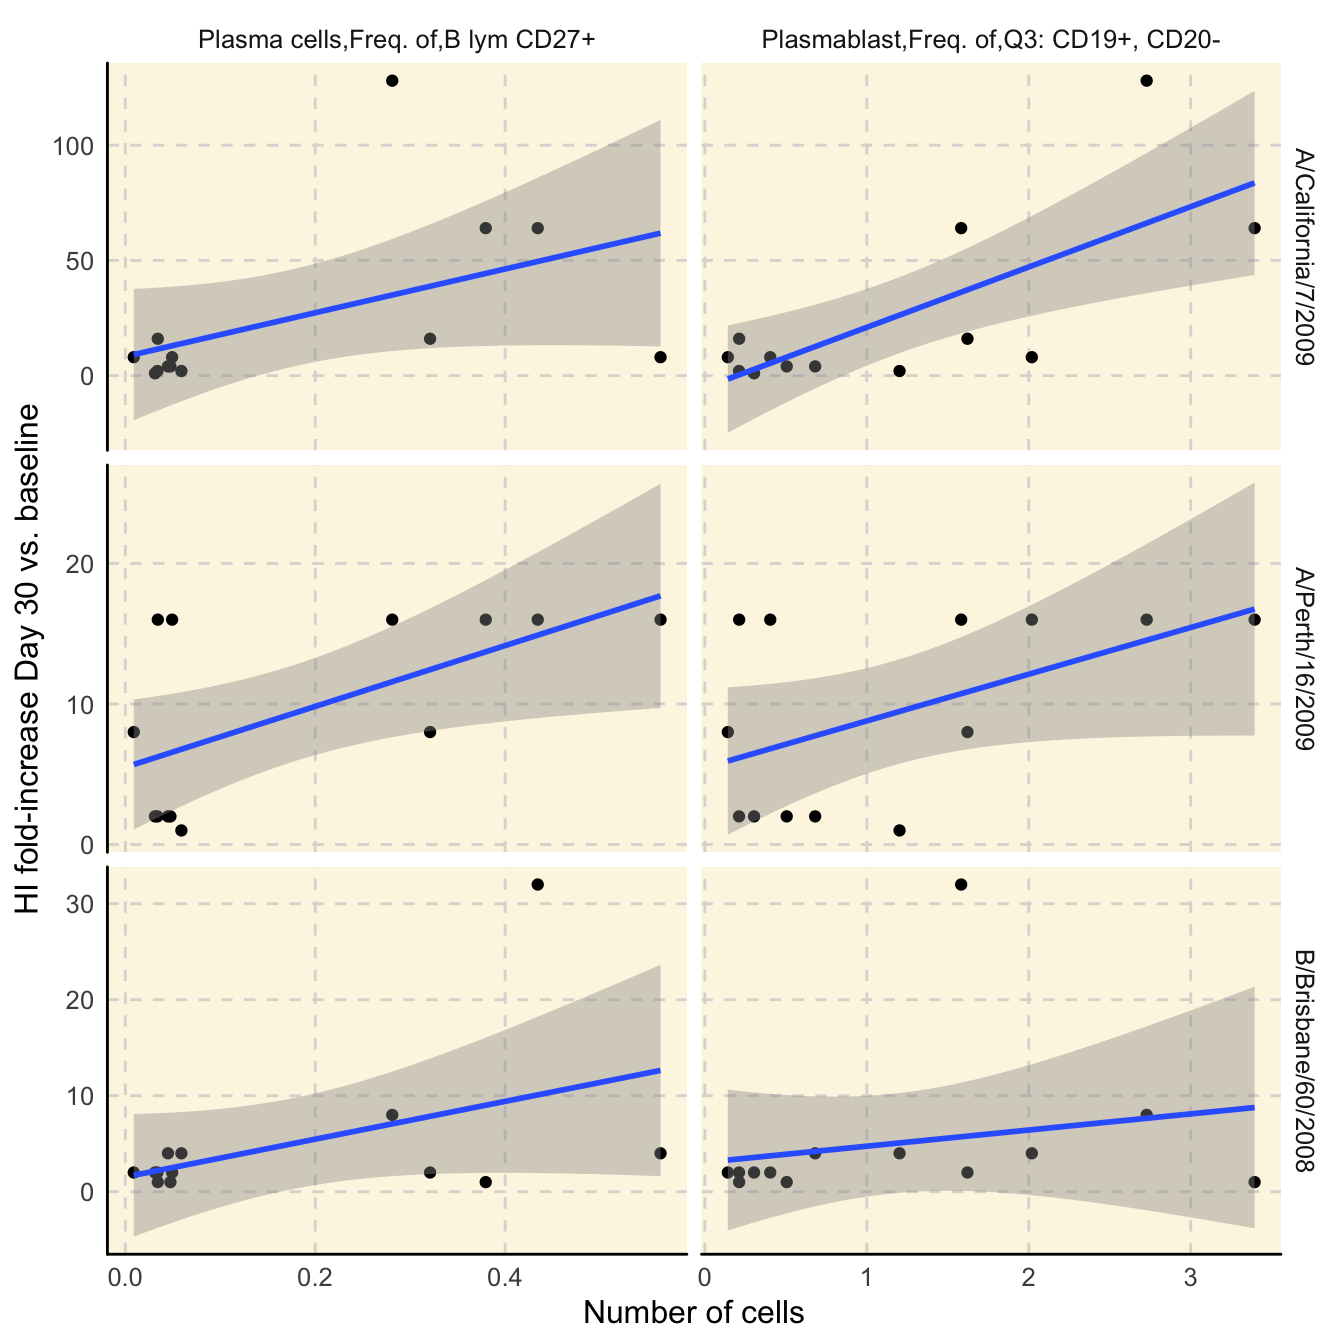 Plasma cells,Freq. of,B lym CD27+
Plasmablast,Freq. of,Q3: CD19+, CD20-
HI fold-increase Day 30 vs. baseline
100
50
0
A/California/7/2009
20
10
0
A/Perth/16/2009
30
20
10
0
B/Brisbane/60/2008
0.0 0.2 0.4 0 1 2 3
Number of cells